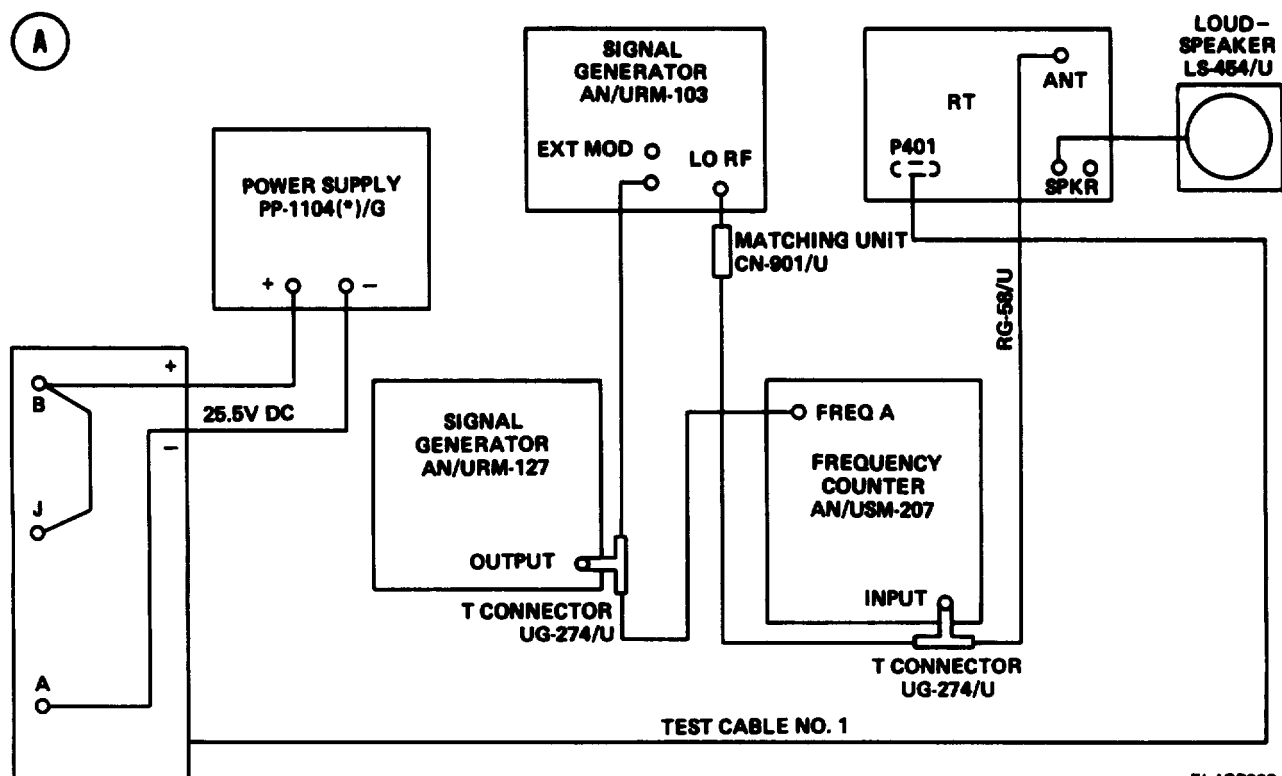 A
SIGNAL
GENERATOR
AN/URM-103
EXT MOD
LO RF
LOUD-
SPEAKER
LS-454/U
ANT
RT
P401
SPKR
POWER SUPPLY
PP-1104(*)/G
+
−
MATCHING UNIT
CN-901/U
RG-58/U
+
B
25.5V DC
−
J
A
SIGNAL
GENERATOR
AN/URM-127
OUTPUT
T CONNECTOR
UG-274/U
FREQ A
FREQUENCY
COUNTER
AN/USM-207
INPUT
T CONNECTOR
UG-274/U
TEST CABLE NO. 1